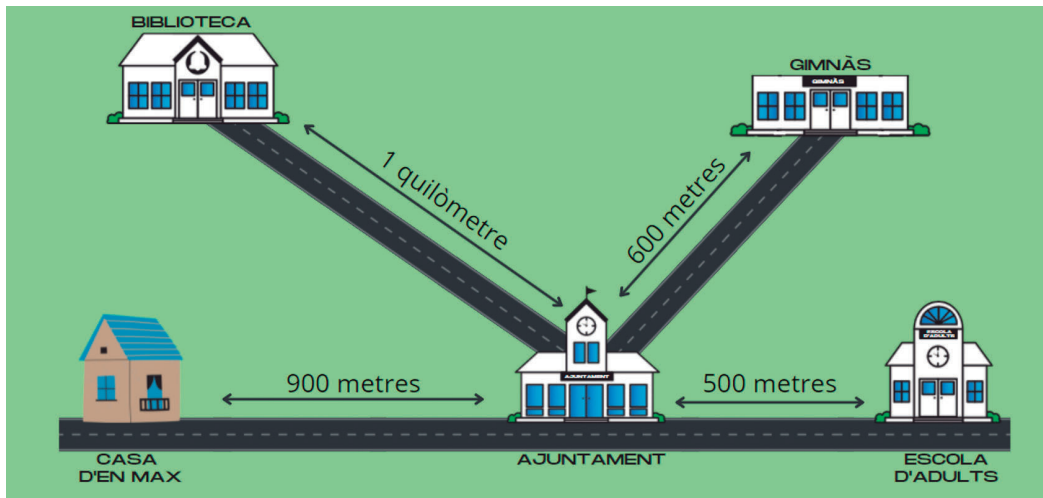 BIBLIOTECA
GIMNÀS
GIMNÀS
1 quilòmetre
600 metres
ESCOLA
D'ADULTS
AJUNTAMENT
900 metres
500 metres
CASA
D'EN MAX
AJUNTAMENT
ESCOLA
D'ADULTS